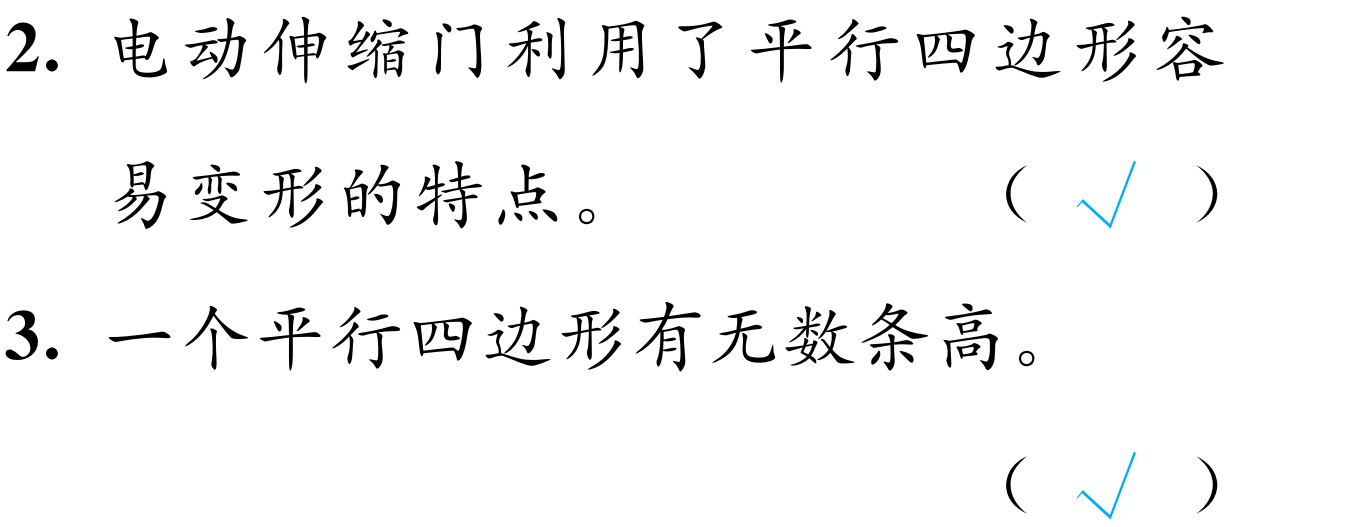 2. 电动伸缩门利用了平行四边形容
易变形的特点。 （ √ ）
3. 一个平行四边形有无数条高。
（ √ ）